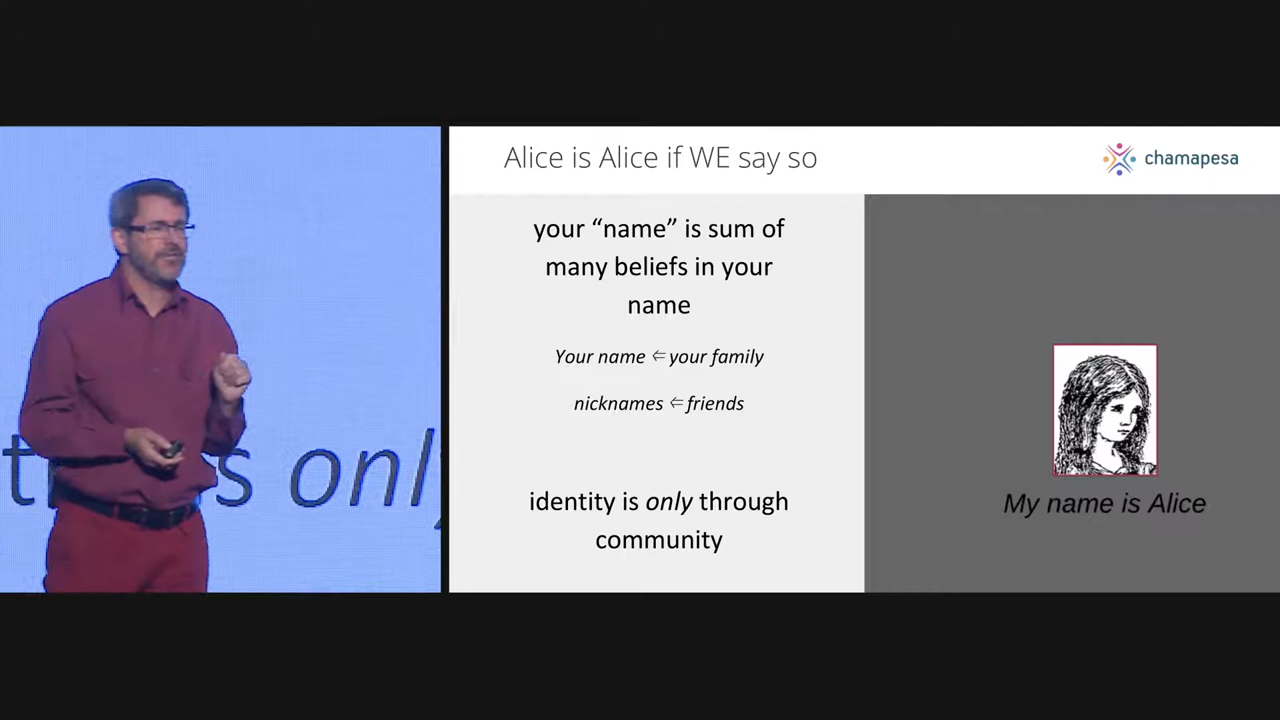 Alice is Alice if WE say so
chamapesa
your “name” is sum of
many beliefs in your
name
Your name ⇐ your family
nicknames ⇐ friends
identity is only through
community
My name is Alice
s only